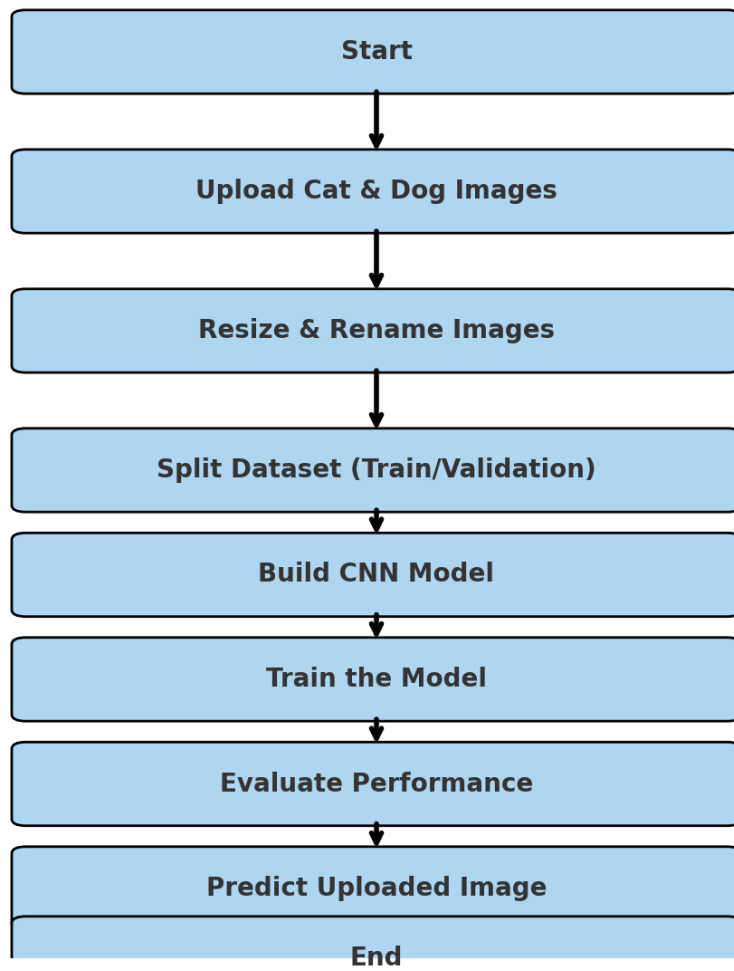 Start
Upload Cat & Dog Images
Resize & Rename Images
Split Dataset (Train/Validation)
Build CNN Model
Train the Model
Evaluate Performance
Predict Uploaded Image
End